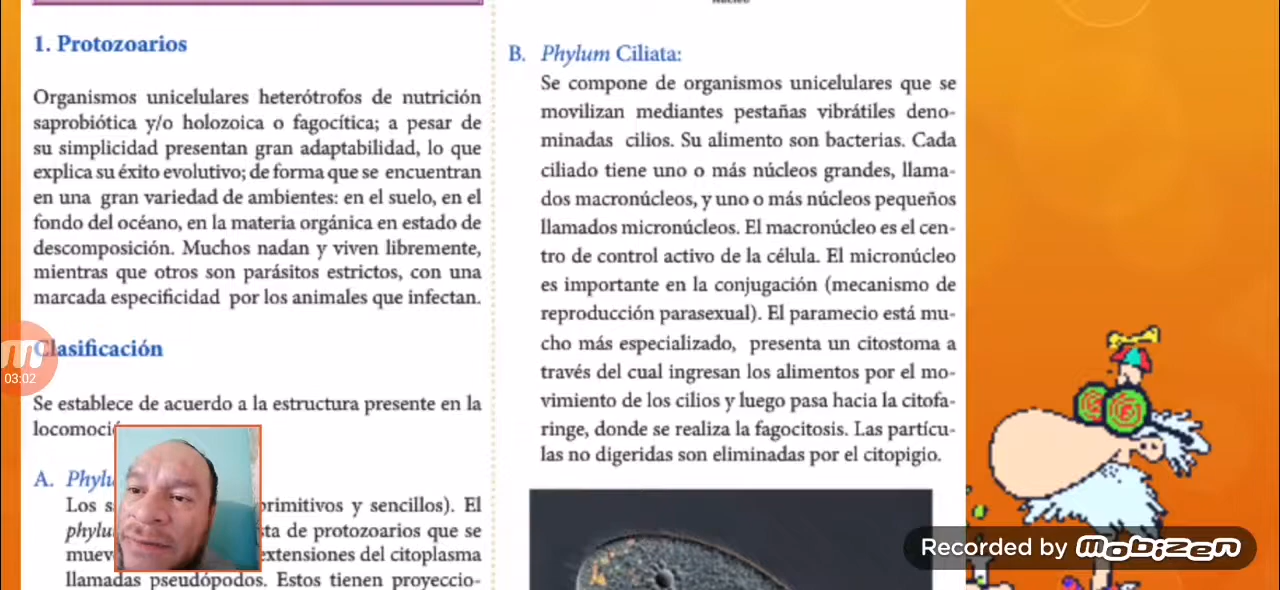 1. Protozoarios
Organismos unicelulares heterótrofos de nutrición
saprobiótica y/o holozoica o fagocítica; a pesar de
su simplicidad presentan gran adaptabilidad, lo que
explica su éxito evolutivo; de forma que se encuentran
en una gran variedad de ambientes: en el suelo, en el
fondo del océano, en la materia orgánica en estado de
descomposición. Muchos nadan y viven libremente,
mientras que otros son parásitos estrictos, con una
marcada especificidad por los animales que infectan.
Clasificación
03:02
Se establece de acuerdo a la estructura presente en la
A.
Los primitivos y sencillos). El
de protozoarios que se
extensiones del citoplasma
llamadas pseudópodos. Estos tienen proyeccio-
Núcleo
B. Phylum Ciliata:
Se compone de organismos unicelulares que se
movilizan mediantes pestañas vibrátiles deno-
minadas cilios. Su alimento son bacterias. Cada
ciliado tiene uno o más núcleos grandes, llama-
dos macronúcleos, y uno o más núcleos pequeños
llamados micronúcleos. El macronúcleo es el cen-
tro de control activo de la célula. El micronúcleo
es importante en la conjugación (mecanismo de
reproducción parasexual). El paramecio está mu-
cho más especializado, presenta un citostoma a
través del cual ingresan los alimentos por el mo-
vimiento de los cilios y luego pasa hacia la citofa-
ringe, donde se realiza la fagocitosis. Las partícu-
las no digeridas son eliminadas por el citopigio.
Recorded by Mobizen